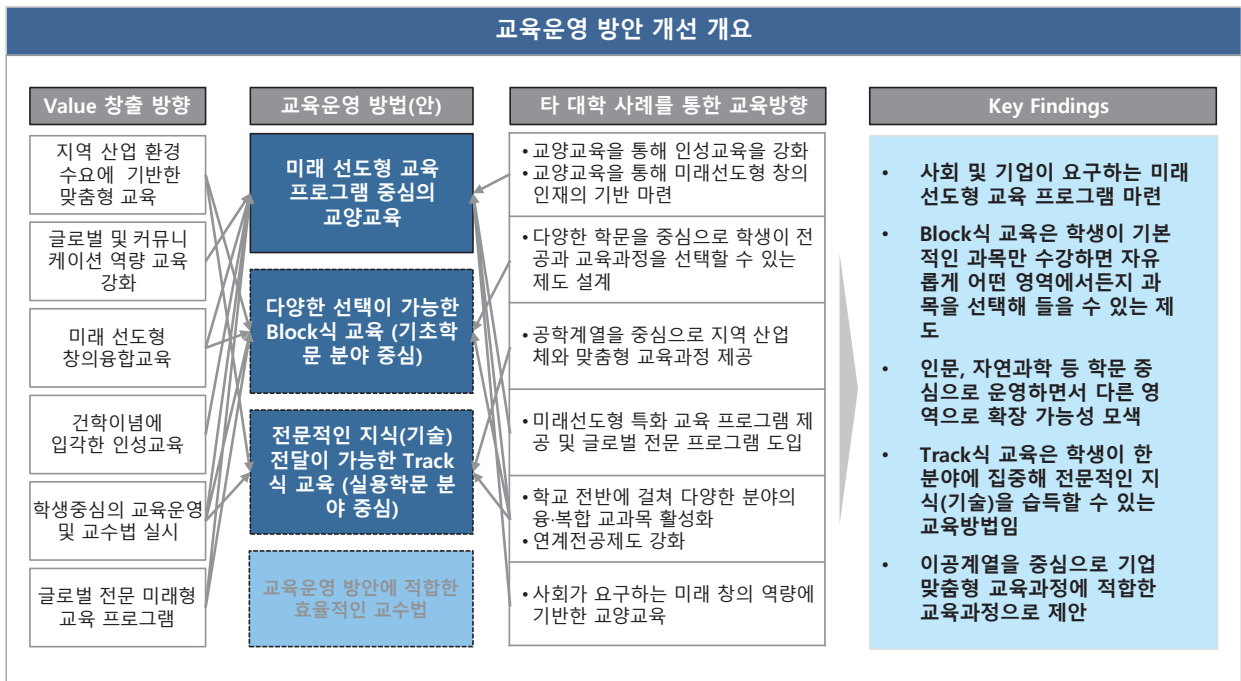 교육운영 방안 개선 개요
Value 창출 방향
지역 산업 환경
수요에 기반한
맞춤형 교육
글로벌 및 커뮤니
케이션 역량 교육
강화
미래 선도형
창의융합교육
건학이념에
입각한 인성교육
학생중심의 교육운영
및 교수법 실시
글로벌 전문 미래형
교육 프로그램
교육운영 방법(안)
미래 선도형 교육
프로그램 중심의
교양교육
다양한 선택이 가능한
Block식 교육 (기초학
문 분야 중심)
전문적인 지식(기술)
전달이 가능한 Track
식 교육 (실용학문 분
야 중심)
교육운영 방안에 적합한
효율적인 교수법
타 대학 사례를 통한 교육방향
• 교양교육을 통해 인성교육을 강화
• 교양교육을 통해 미래선도형 창의
인재의 기반 마련
• 다양한 학문을 중심으로 학생이 전
공과 교육과정을 선택할 수 있는
제도 설계
• 공학계열을 중심으로 지역 산업
체와 맞춤형 교육과정 제공
• 미래선도형 특화 교육 프로그램 제
공 및 글로벌 전문 프로그램 도입
• 학교 전반에 걸쳐 다양한 분야의
융·복합 교과목 활성화
• 연계전공제도 강화
• 사회가 요구하는 미래 창의 역량에
기반한 교양교육
Key Findings
• 사회 및 기업이 요구하는 미래
선도형 교육 프로그램 마련
• Block식 교육은 학생이 기본
적인 과목만 수강하면 자유
롭게 어떤 영역에서든지 과
목을 선택해 들을 수 있는 제
도
• 인문, 자연과학 등 학문 중
심으로 운영하면서 다른 영
역으로 확장 가능성 모색
• Track식 교육은 학생이 한
분야에 집중해 전문적인 지
식(기술)을 습득할 수 있는
교육방법임
• 이공계열을 중심으로 기업
맞춤형 교육과정에 적합한
교육과정으로 제안